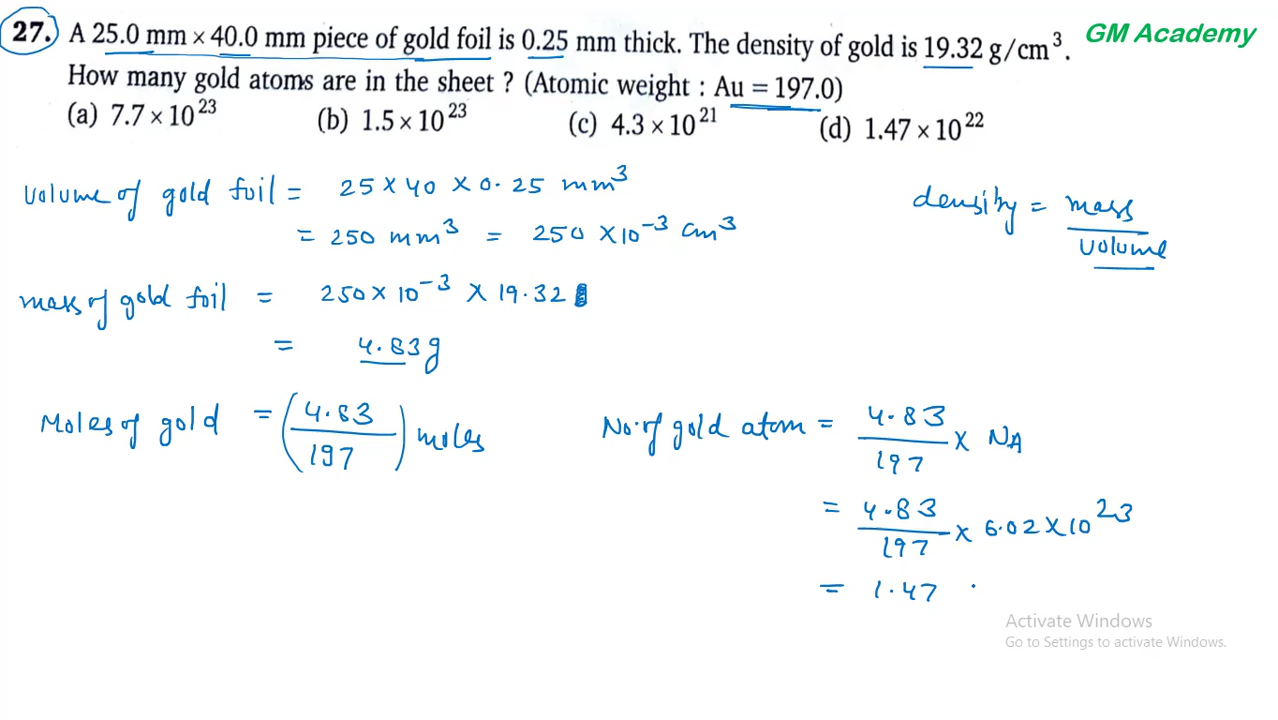 27. A 25.0 mm × 40.0 mm piece of gold foil is 0.25 mm thick. The density of gold is 19.32 g/cm³.
GM Academy
How many gold atoms are in the sheet ? (Atomic weight : Au = 197.0)
(a) 7.7 × 10²³ (b) 1.5 × 10²³ (c) 4.3 × 10²¹ (d) 1.47 × 10²²
Volume of gold foil = 25 × 40 × 0.25 mm³
= 250 mm³ = 250 × 10⁻³ cm³
density = mass / volume
mass of gold foil = 250 × 10⁻³ × 19.32
= 4.83 g
Moles of gold = (4.83 / 197) moles
No. of gold atom = 4.83 / 197 × NA
= 4.83 / 197 × 6.02 × 10²³
= 1.47 .
Activate Windows
Go to Settings to activate Windows.